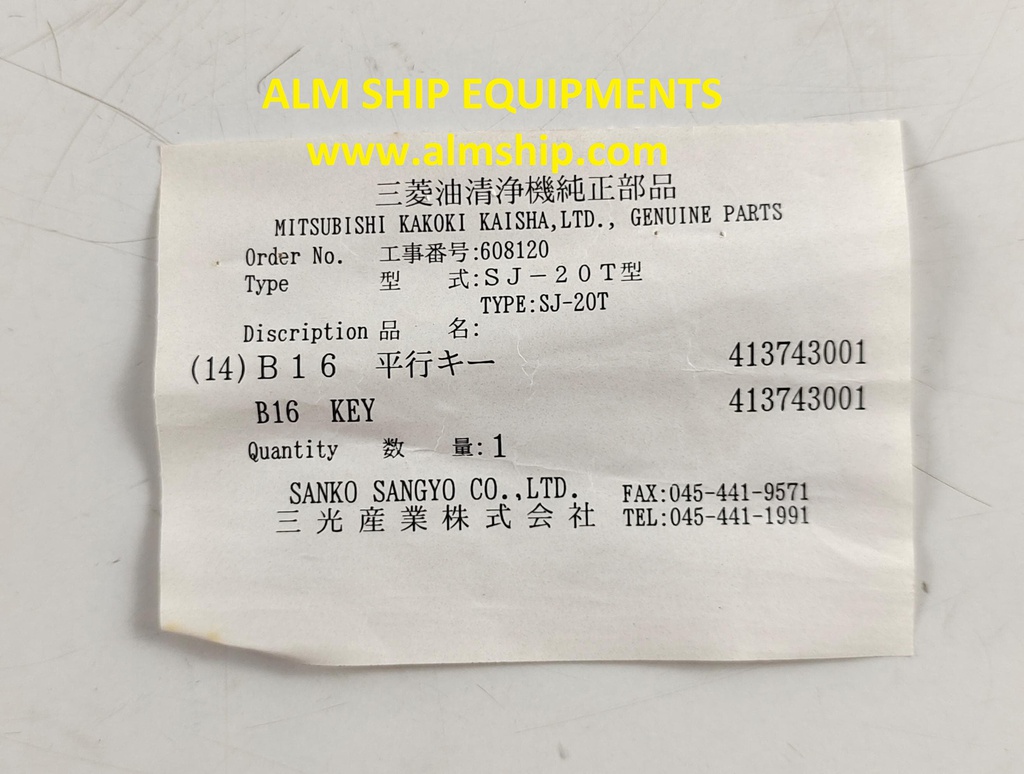 ALM SHIP EQUIPMENTS
www.almship.com
三菱油清浄機純正部品
MITSUBISHI KAKOKI KAISHA,LTD., GENUINE PARTS
Order No. 工事番号:608120
Type 型 式:ＳＪ－２０Ｔ型
TYPE:SJ-20T
Discription 品 名:
(14)Ｂ１６ 平行キー 413743001
B16 KEY 413743001
Quantity 数 量:1
SANKO SANGYO CO.,LTD. FAX:045-441-9571
三光産業株式会社 TEL:045-441-1991